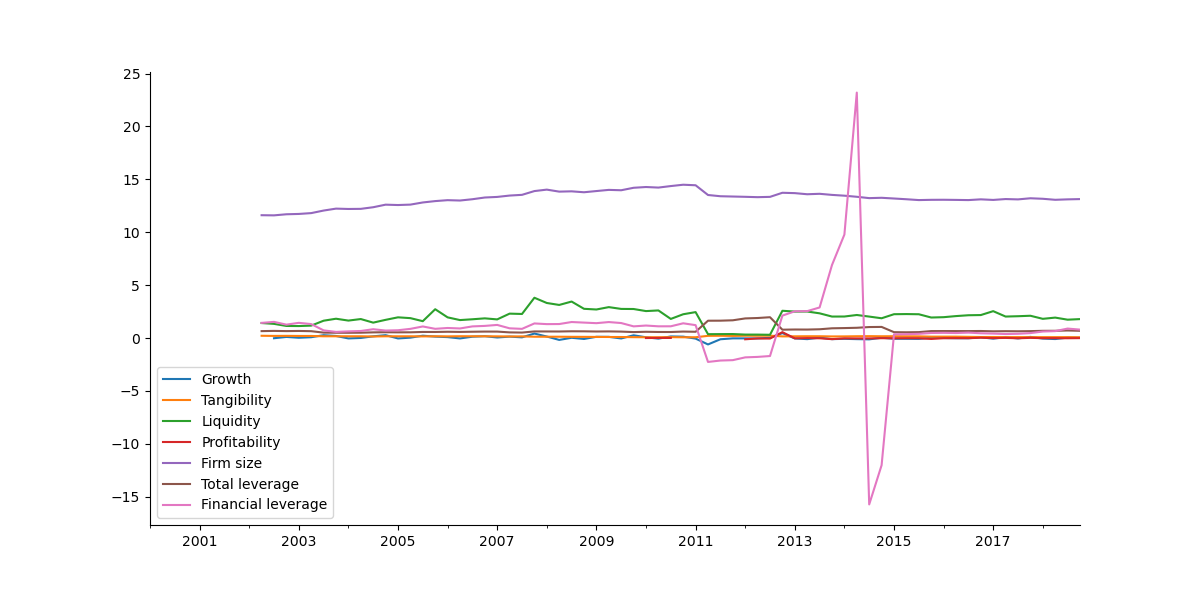 25
20
15
10
5
0
−5
−10
−15
Growth
Tangibility
Liquidity
Profitability
Firm size
Total leverage
Financial leverage
2001 2003 2005 2007 2009 2011 2013 2015 2017